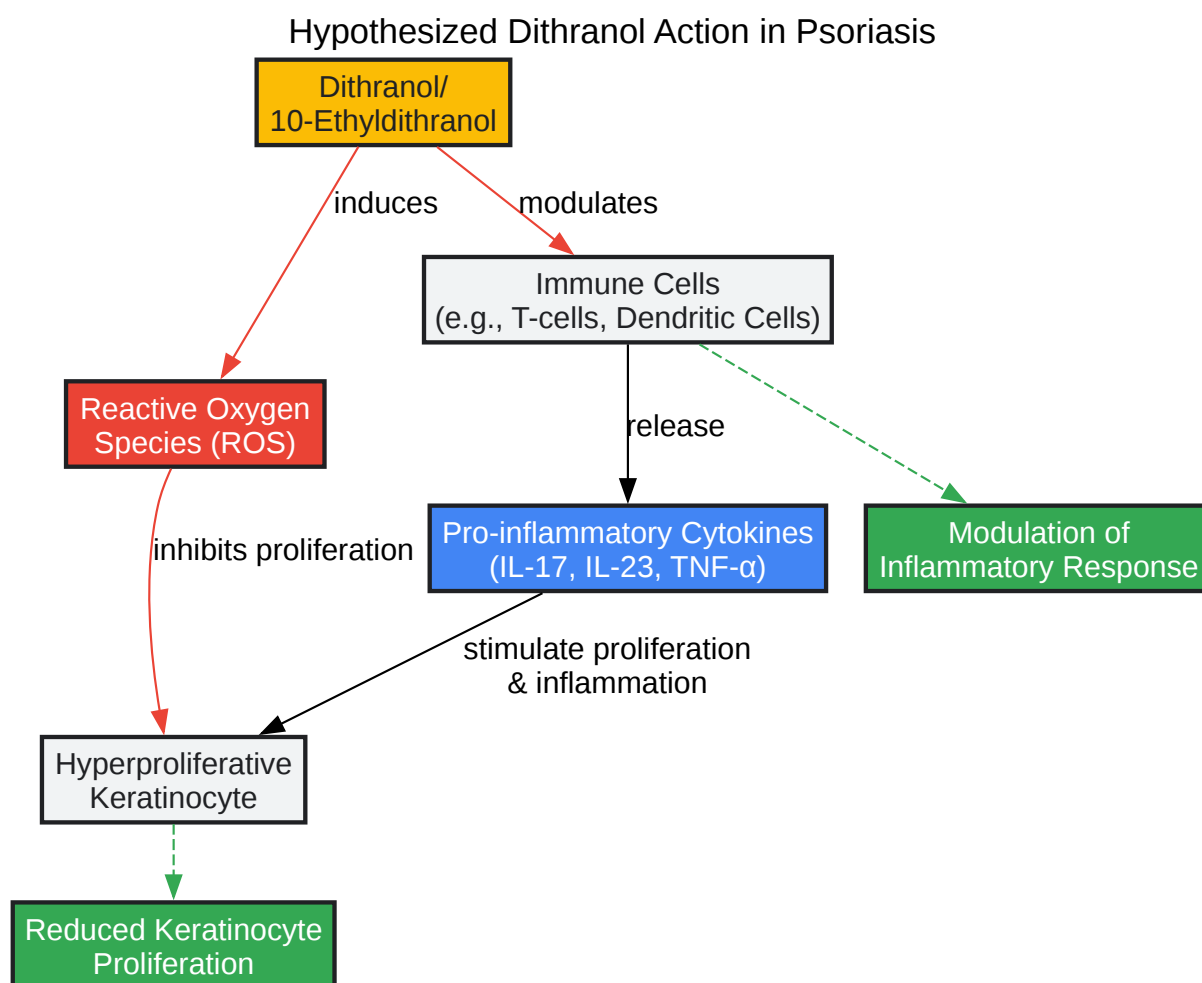 Hypothesized Dithranol Action in Psoriasis
Dithranol/
10-Ethyldithranol
induces
modulates
Immune Cells
(e.g., T-cells, Dendritic Cells)
Reactive Oxygen
Species (ROS)
release
Pro-inflammatory Cytokines
(IL-17, IL-23, TNF-α)
Modulation of
Inflammatory Response
inhibits proliferation
stimulate proliferation
& inflammation
Hyperproliferative
Keratinocyte
Reduced Keratinocyte
Proliferation